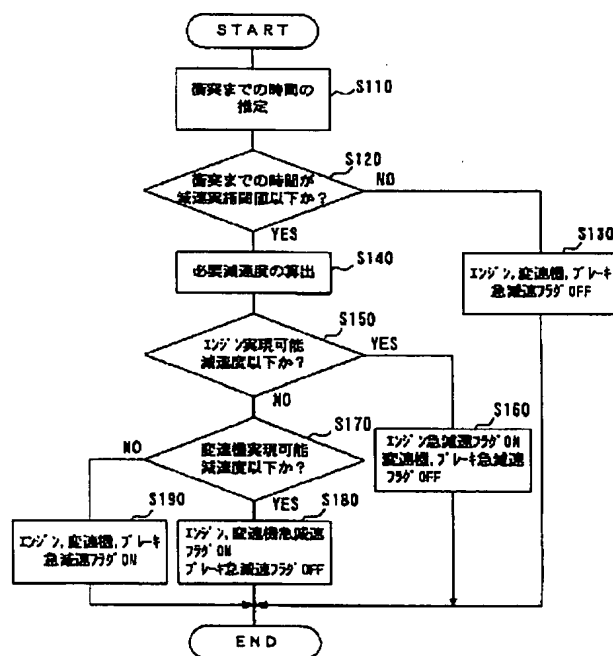 START
衝突までの時間の
推定
S110
衝突までの時間が
減速実施閾値以下か?
S120
NO
YES
S130
エンジン,変速機,ブレーキ
急減速フラグOFF
必要減速度の算出
S140
エンジン実現可能
減速度以下か?
S150
YES
NO
S160
エンジン急減速フラグON
変速機,ブレーキ急減速
フラグOFF
変速機実現可能
減速度以下か?
S170
NO
YES
S190
エンジン,変速機,ブレーキ
急減速フラグON
S180
エンジン,変速機急減速
フラグON
ブレーキ急減速フラグOFF
END